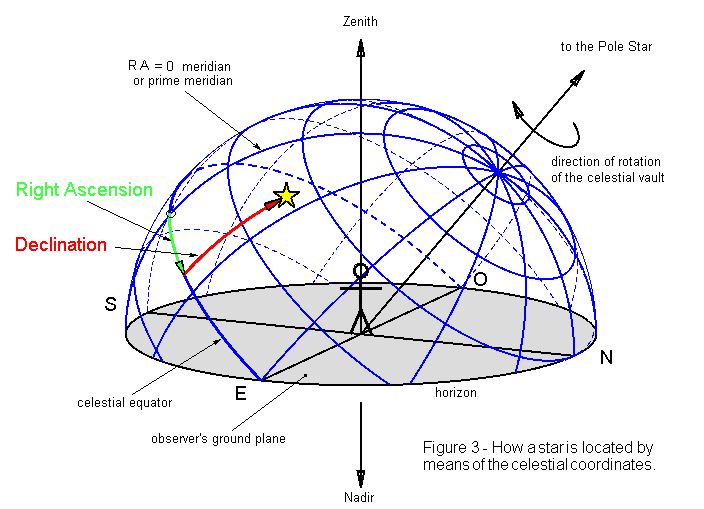 Zenith
to the Pole Star
R A = 0 meridian
or prime meridian
direction of rotation
of the celestial vault
Right Ascension
Declination
S
O
N
E
celestial equator
horizon
observer's ground plane
Figure 3 - How a star is located by
means of the celestial coordinates.
Nadir